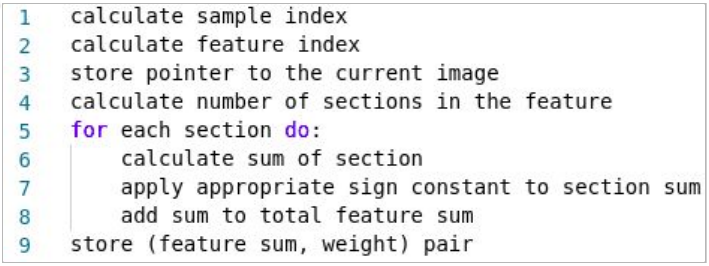 1 calculate sample index
2 calculate feature index
3 store pointer to the current image
4 calculate number of sections in the feature
5 for each section do:
6 calculate sum of section
7 apply appropriate sign constant to section sum
8 add sum to total feature sum
9 store (feature sum, weight) pair